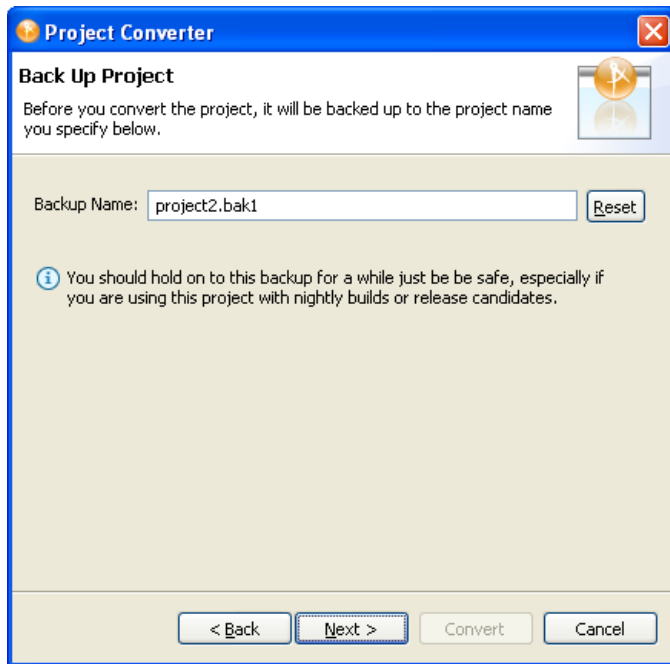 Project Converter
Back Up Project
Before you convert the project, it will be backed up to the project name
you specify below.
Backup Name: project2.bak1 Reset
You should hold on to this backup for a while just be be safe, especially if
you are using this project with nightly builds or release candidates.
< Back Next > Convert Cancel